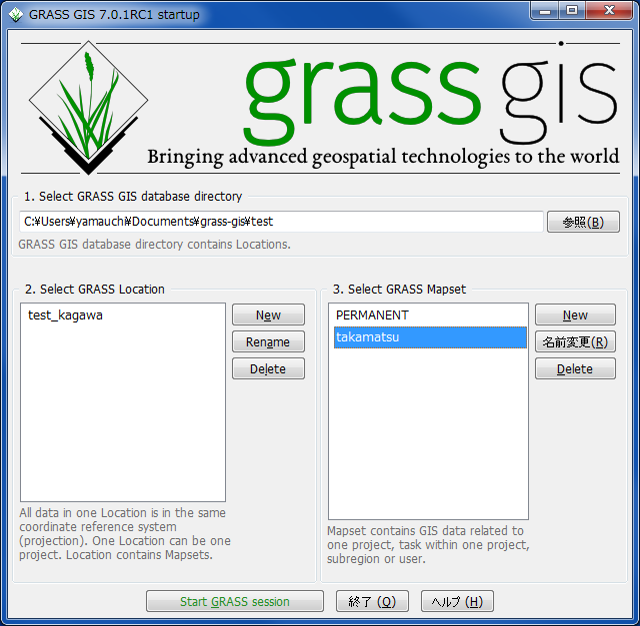 GRASS GIS 7.0.1RC1 startup
grass gis
Bringing advanced geospatial technologies to the world
1. Select GRASS GIS database directory
C:¥Users¥yamauch¥Documents¥grass-gis¥test
参照(B)
GRASS GIS database directory contains Locations.
2. Select GRASS Location
test_kagawa
New
Rename
Delete
All data in one Location is in the same
coordinate reference system
(projection). One Location can be one
project. Location contains Mapsets.
3. Select GRASS Mapset
PERMANENT
takamatsu
New
名前変更(R)
Delete
Mapset contains GIS data related to
one project, task within one project,
subregion or user.
Start GRASS session
終了 (Q)
ヘルプ (H)